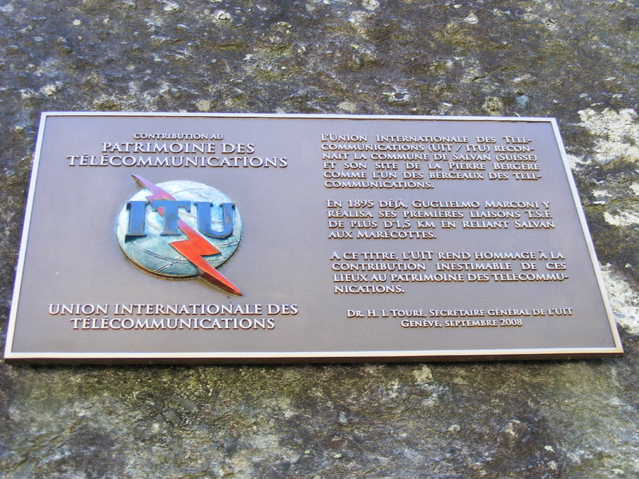 CONTRIBUTION AU
PATRIMOINE DES
TÉLÉCOMMUNICATIONS
ITU
UNION INTERNATIONALE DES
TÉLÉCOMMUNICATIONS
L'UNION INTERNATIONALE DES TÉLÉ-
COMMUNICATIONS (UIT / ITU) RECON-
NAÎT LA COMMUNE DE SALVAN (SUISSE)
ET SON SITE DE LA PIERRE BERGÈRE
COMME L'UN DES BERCEAUX DES TÉLÉ-
COMMUNICATIONS.
EN 1895 DÉJÀ, GUGLIELMO MARCONI Y
RÉALISA SES PREMIÈRES LIAISONS T.S.F.
DE PLUS D'1,5 KM EN RELIANT SALVAN
AUX MARÉCOTTES.
A CE TITRE, L'UIT REND HOMMAGE À LA
CONTRIBUTION INESTIMABLE DE CES
LIEUX AU PATRIMOINE DES TÉLÉCOMMU-
NICATIONS.
DR. H. I. TOURÉ, SECRÉTAIRE GÉNÉRAL DE L'UIT
GENÈVE, SEPTEMBRE 2008